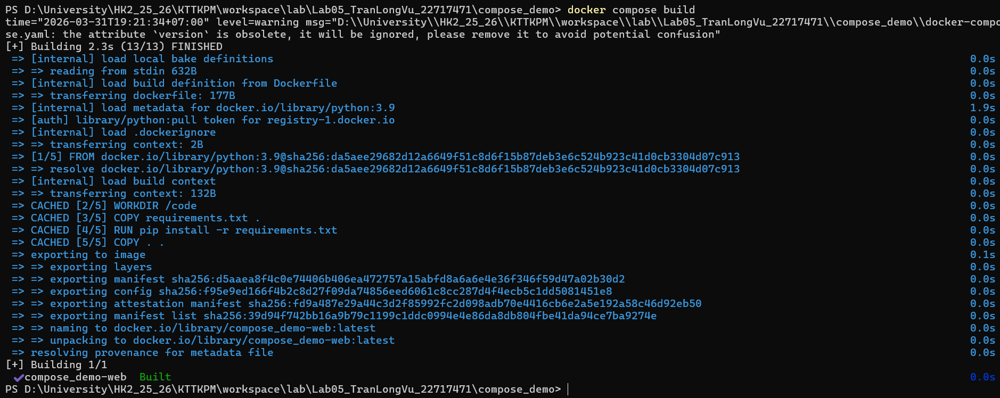 PS D:\University\HK2_25_26\KTTKPM\workspace\lab\Lab05_TranLongVu_22717471\compose_demo> docker compose build
time="2026-03-31T19:21:34+07:00" level=warning msg="D:\\University\\HK2_25_26\\KTTKPM\\workspace\\lab\\Lab05_TranLongVu_22717471\\compose_demo\\docker-compo
se.yaml: the attribute `version` is obsolete, it will be ignored, please remove it to avoid potential confusion"
[+] Building 2.3s (13/13) FINISHED
=> [internal] load local bake definitions 0.0s
=> => reading from stdin 632B 0.0s
=> [internal] load build definition from Dockerfile 0.0s
=> => transferring dockerfile: 177B 0.0s
=> [internal] load metadata for docker.io/library/python:3.9 1.9s
=> [auth] library/python:pull token for registry-1.docker.io 0.0s
=> [internal] load .dockerignore 0.0s
=> => transferring context: 2B 0.0s
=> [1/5] FROM docker.io/library/python:3.9@sha256:da5aee29682d12a6649f51c8d6f15b87deb3e6c524b923c41d0cb3304d07c913 0.0s
=> => resolve docker.io/library/python:3.9@sha256:da5aee29682d12a6649f51c8d6f15b87deb3e6c524b923c41d0cb3304d07c913 0.0s
=> [internal] load build context 0.0s
=> => transferring context: 132B 0.0s
=> CACHED [2/5] WORKDIR /code 0.0s
=> CACHED [3/5] COPY requirements.txt . 0.0s
=> CACHED [4/5] RUN pip install -r requirements.txt 0.0s
=> CACHED [5/5] COPY . . 0.0s
=> exporting to image 0.1s
=> => exporting layers 0.0s
=> => exporting manifest sha256:d5aaea8f4c0e74406b406ea472757a15abfd8a6a6e4e36f346f59d47a02b30d2 0.0s
=> => exporting config sha256:f95e9ed166f4b2c8d27f09da74856eed6061c8cc287d4f4ecb5c1dd5081451e8 0.0s
=> => exporting attestation manifest sha256:fd9a487e29a44c3d2f85992fc2d098adb70e4416cb6e2a5e192a58c46d92eb50 0.0s
=> => exporting manifest list sha256:39d94f742bb16a9b79c1199c1ddc0994e4e86da8db804fbe41da94ce7ba9274e 0.0s
=> => naming to docker.io/library/compose_demo-web:latest 0.0s
=> => unpacking to docker.io/library/compose_demo-web:latest 0.0s
=> resolving provenance for metadata file 0.0s
[+] Building 1/1
✔compose_demo-web Built 0.0s
PS D:\University\HK2_25_26\KTTKPM\workspace\lab\Lab05_TranLongVu_22717471\compose_demo>